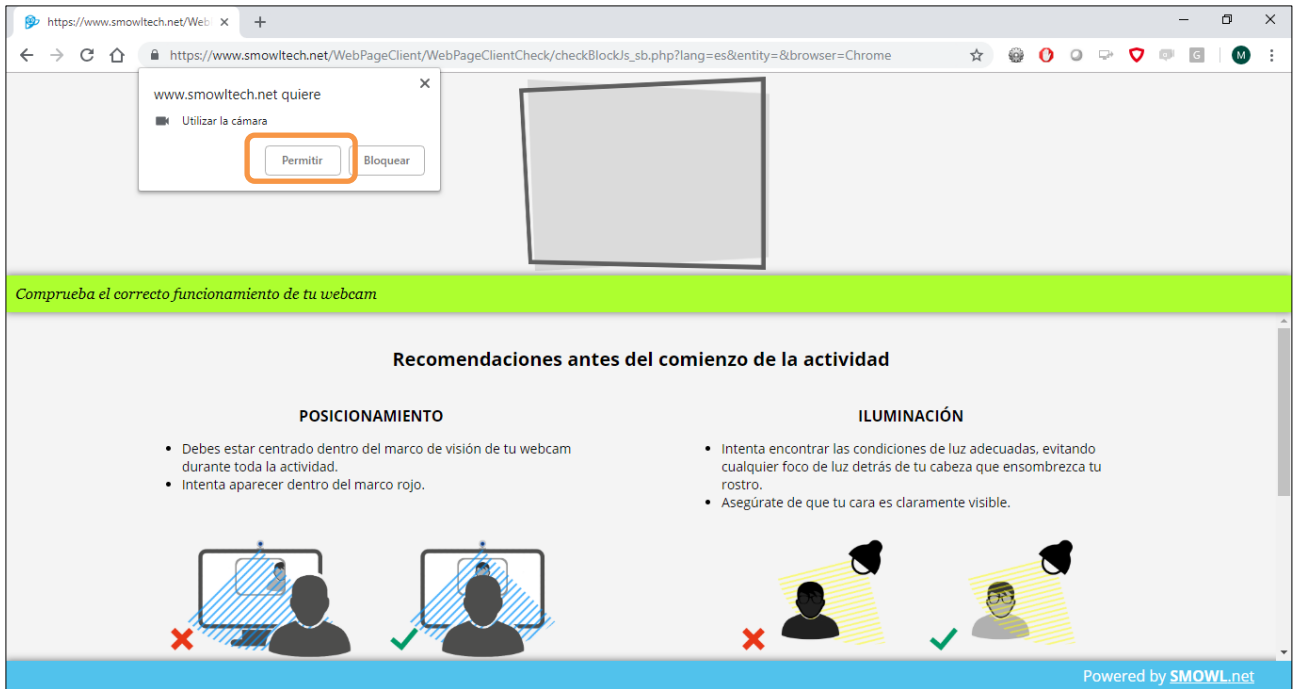 https://www.smowltech.net/Web
https://www.smowltech.net/WebPageClient/WebPageClientCheck/checkBlockJs_sb.php?lang=es&entity=&browser=Chrome
G
M
www.smowltech.net quiere
Utilizar la cámara
Permitir
Bloquear
Comprueba el correcto funcionamiento de tu webcam
Recomendaciones antes del comienzo de la actividad
POSICIONAMIENTO
• Debes estar centrado dentro del marco de visión de tu webcam
durante toda la actividad.
• Intenta aparecer dentro del marco rojo.
ILUMINACIÓN
• Intenta encontrar las condiciones de luz adecuadas, evitando
cualquier foco de luz detrás de tu cabeza que ensombrezca tu
rostro.
• Asegúrate de que tu cara es claramente visible.
Powered by SMOWL.net